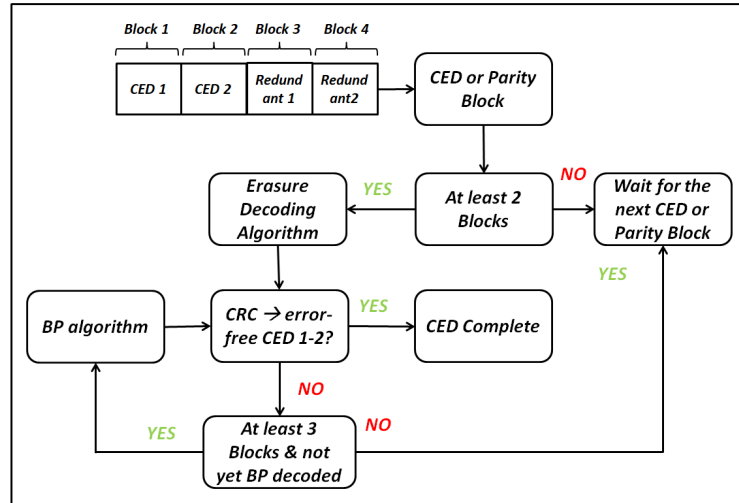 Block 1 Block 2 Block 3 Block 4
CED 1 CED 2 Redund
ant 1 Redund
ant2
CED or Parity
Block
YES
NO
Erasure
Decoding
Algorithm
At least 2
Blocks
Wait for the
next CED or
Parity Block
YES
BP algorithm
CRC → error-
free CED 1-2?
YES
CED Complete
NO
YES
At least 3
Blocks & not
yet BP decoded
NO